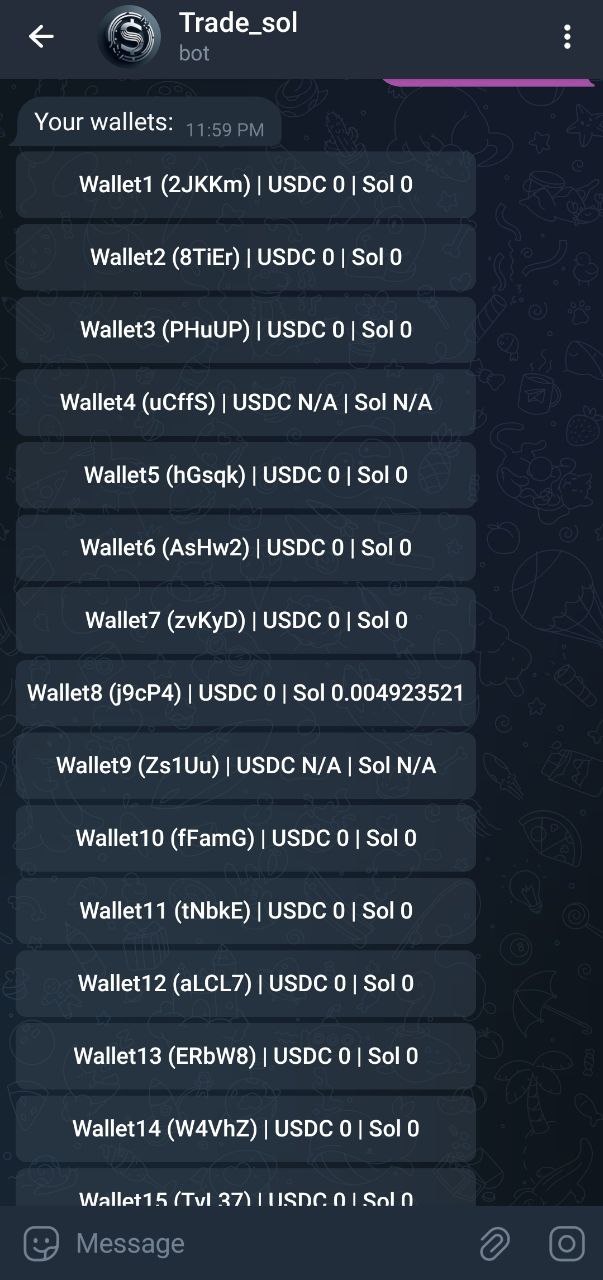 Trade_sol
bot
Your wallets: 11:59 PM
Wallet1 (2JKKm) | USDC 0 | Sol 0
Wallet2 (8TiEr) | USDC 0 | Sol 0
Wallet3 (PHuUP) | USDC 0 | Sol 0
Wallet4 (uCffS) | USDC N/A | Sol N/A
Wallet5 (hGsqk) | USDC 0 | Sol 0
Wallet6 (AsHw2) | USDC 0 | Sol 0
Wallet7 (zvKyD) | USDC 0 | Sol 0
Wallet8 (j9cP4) | USDC 0 | Sol 0.004923521
Wallet9 (Zs1Uu) | USDC N/A | Sol N/A
Wallet10 (fFamG) | USDC 0 | Sol 0
Wallet11 (tNbkE) | USDC 0 | Sol 0
Wallet12 (aLCL7) | USDC 0 | Sol 0
Wallet13 (ERbW8) | USDC 0 | Sol 0
Wallet14 (W4VhZ) | USDC 0 | Sol 0
Wallet15 (TvL37) | USDC 0 | Sol 0
Message